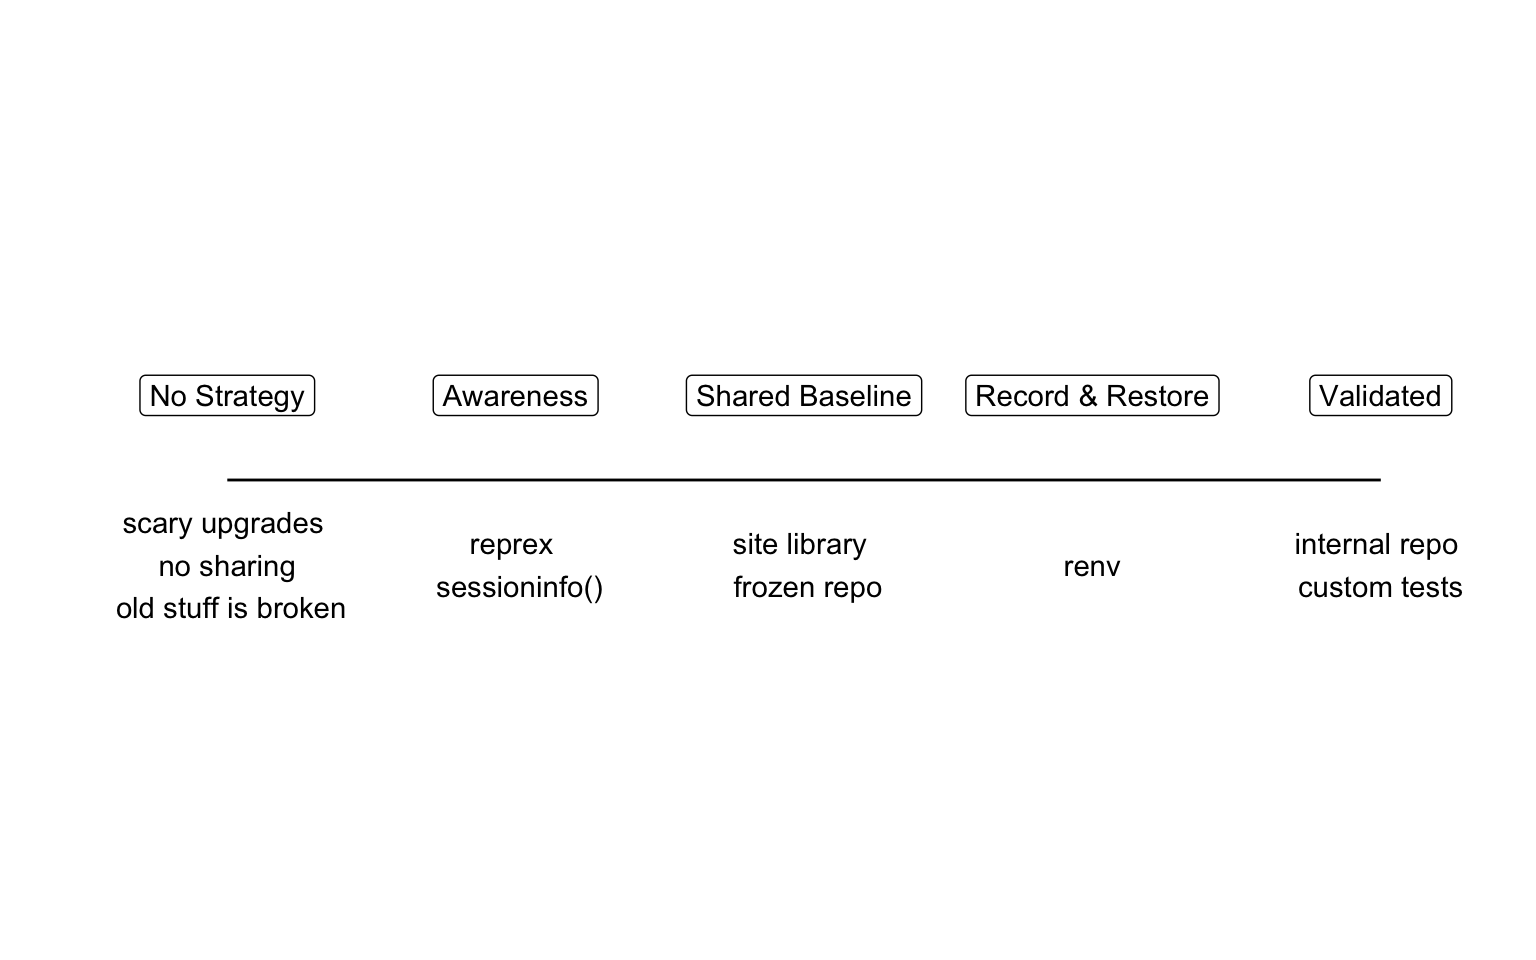 No Strategy
Awareness
Shared Baseline
Record & Restore
Validated
scary upgrades
no sharing
old stuff is broken
reprex
sessioninfo()
site library
frozen repo
renv
internal repo
custom tests